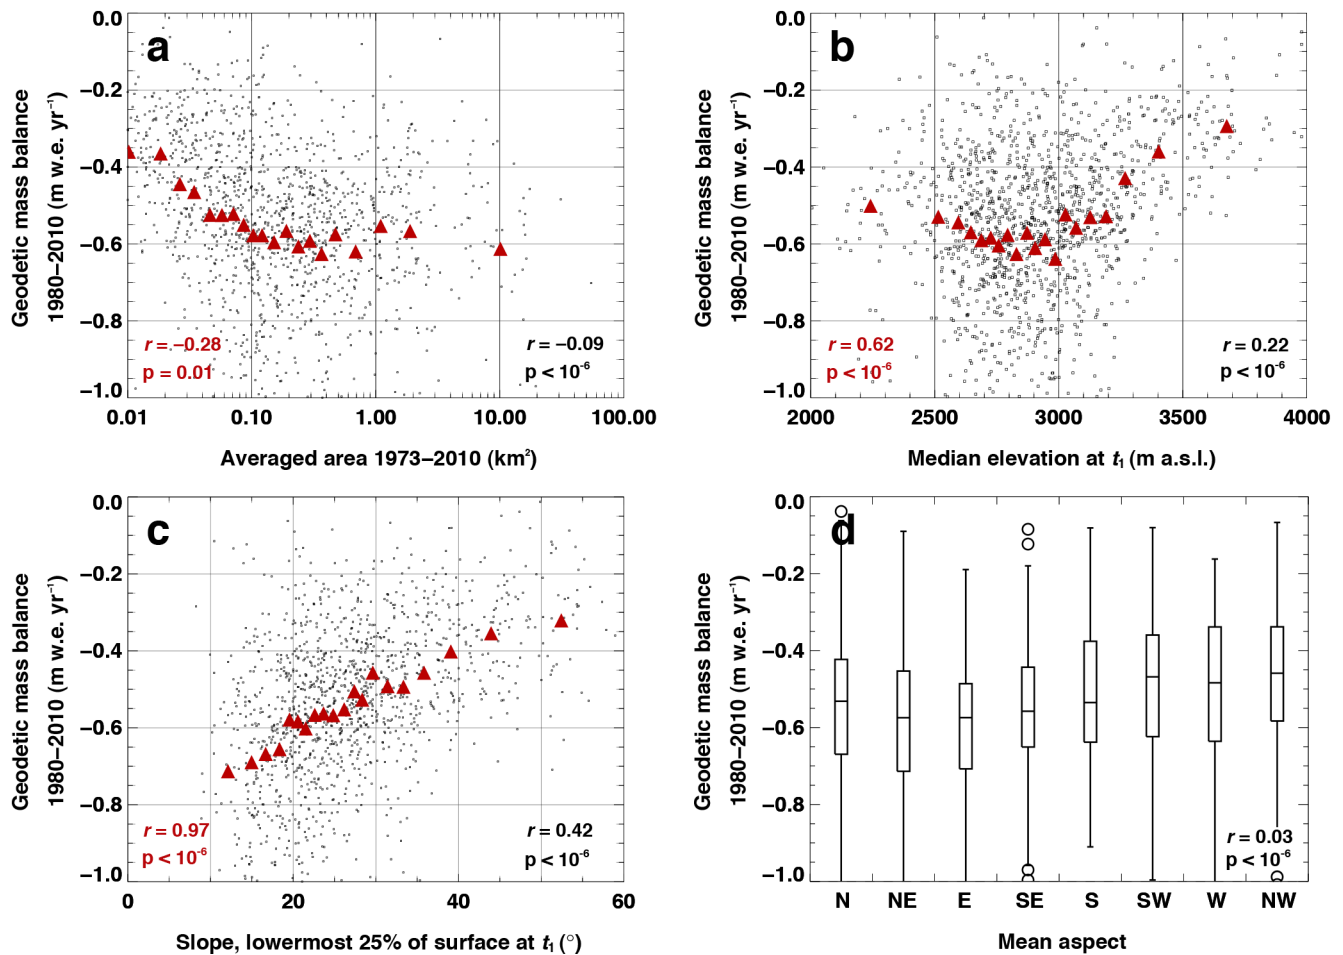 a
0.0
−0.2
−0.4
−0.6
−0.8
−1.0
Geodetic mass balance
1980–2010 (m w.e. yr⁻¹)
r = −0.28
p = 0.01
r = −0.09
p < 10⁻⁶
0.01 0.10 1.00 10.00 100.00
Averaged area 1973–2010 (km²)
b
0.0
−0.2
−0.4
−0.6
−0.8
−1.0
Geodetic mass balance
1980–2010 (m w.e. yr⁻¹)
r = 0.62
p < 10⁻⁶
r = 0.22
p < 10⁻⁶
2000 2500 3000 3500 4000
Median elevation at t₁ (m a.s.l.)
c
0.0
−0.2
−0.4
−0.6
−0.8
−1.0
Geodetic mass balance
1980–2010 (m w.e. yr⁻¹)
r = 0.97
p < 10⁻⁶
r = 0.42
p < 10⁻⁶
0 20 40 60
Slope, lowermost 25% of surface at t₁ (°)
d
0.0
−0.2
−0.4
−0.6
−0.8
−1.0
Geodetic mass balance
1980–2010 (m w.e. yr⁻¹)
r = 0.03
p < 10⁻⁶
N NE E SE S SW W NW
Mean aspect